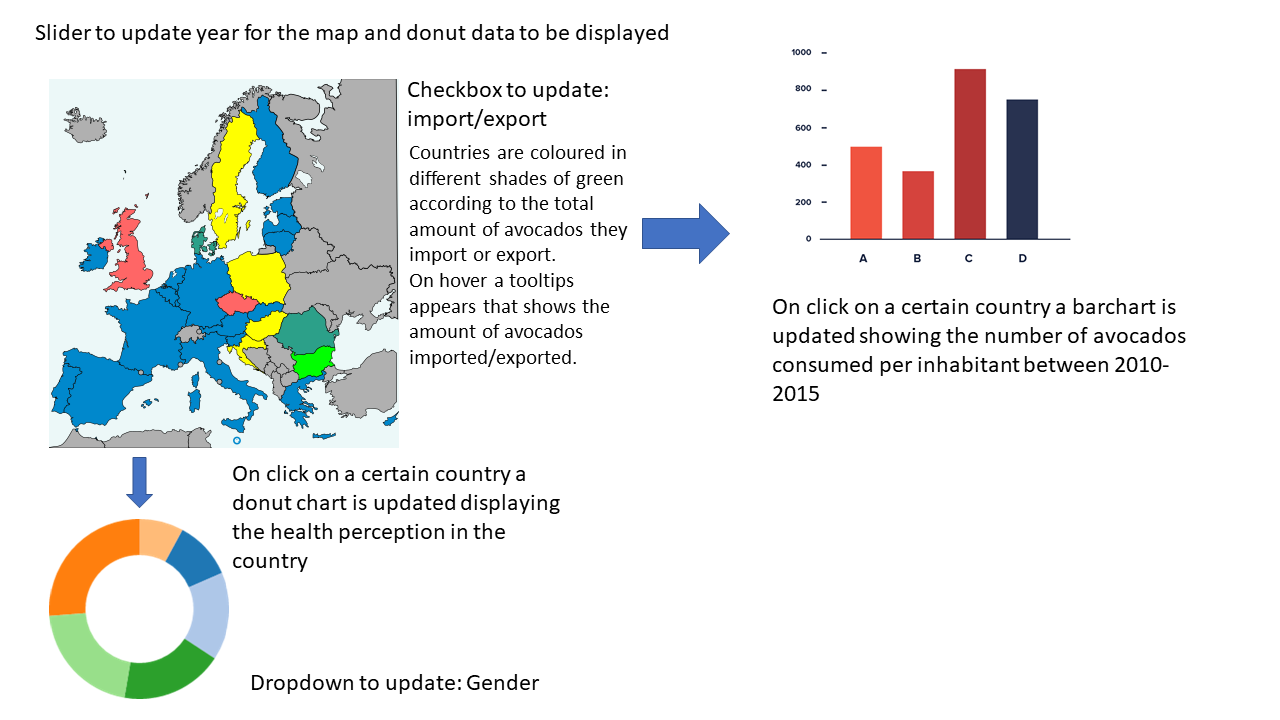 Slider to update year for the map and donut data to be displayed
Checkbox to update:
import/export
Countries are coloured in
different shades of green
according to the total
amount of avocados they
import or export.
On hover a tooltips
appears that shows the
amount of avocados
imported/exported.
1000
800
600
400
200
0
A B C D
On click on a certain country a barchart is
updated showing the number of avocados
consumed per inhabitant between 2010-
2015
On click on a certain country a
donut chart is updated displaying
the health perception in the
country
Dropdown to update: Gender